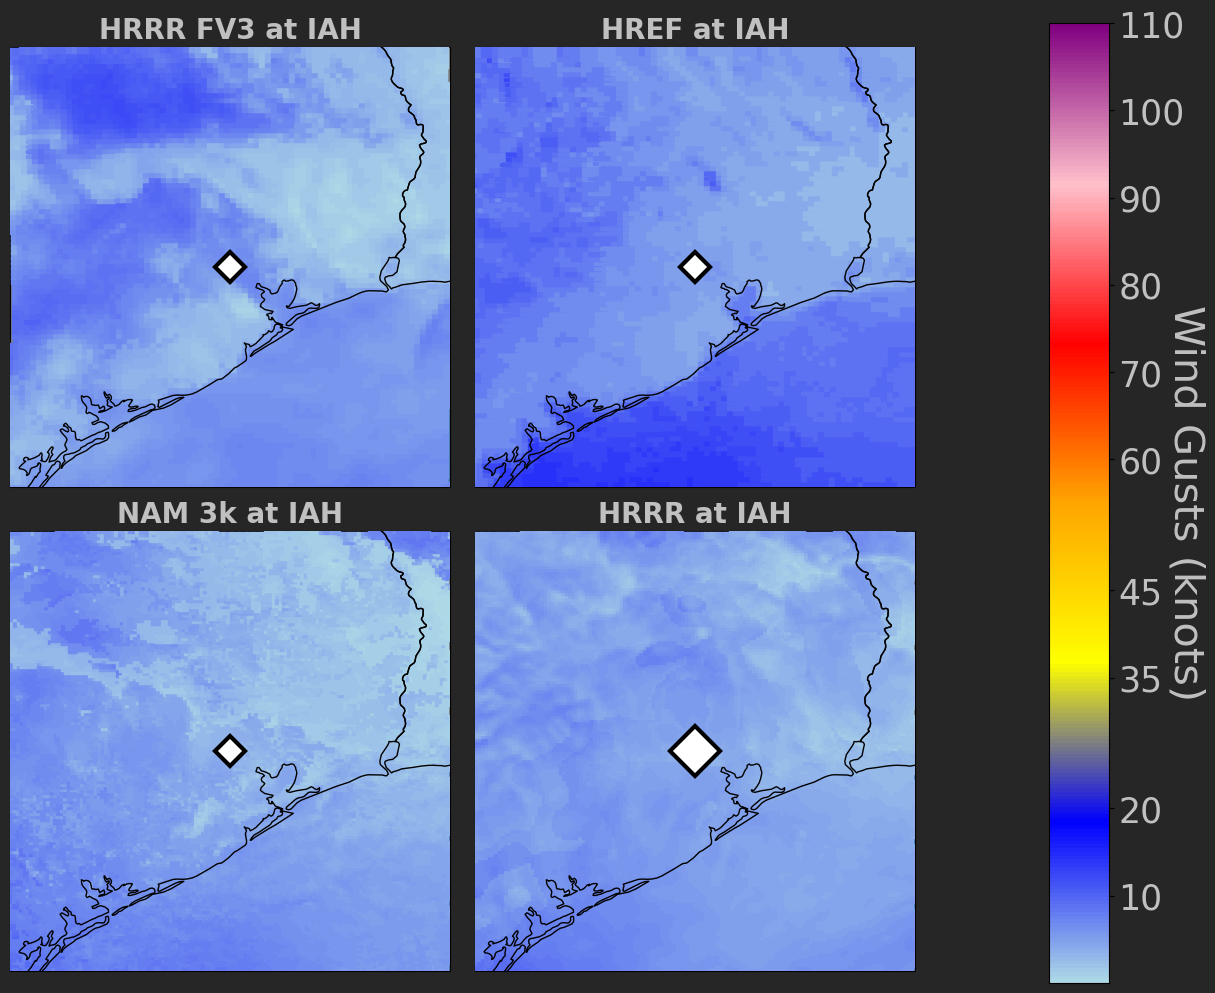 HRRR FV3 at IAH
HREF at IAH
NAM 3k at IAH
HRRR at IAH
110
100
90
80
70
60
45
35
20
10
Wind Gusts (knots)